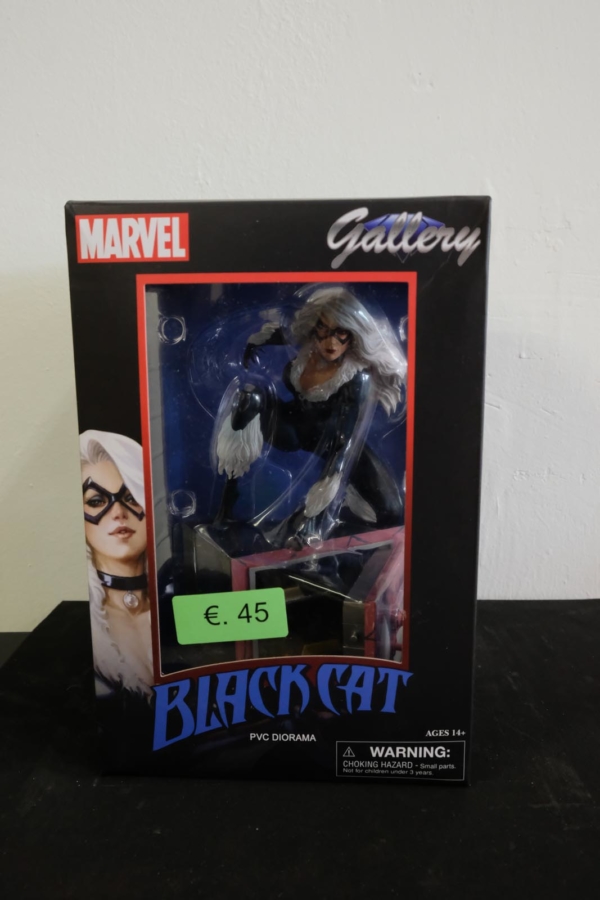 MARVEL
Gallery
€. 45
BLACK CAT
PVC DIORAMA
AGES 14+
WARNING:
CHOKING HAZARD - Small parts.
Not for children under 3 years.